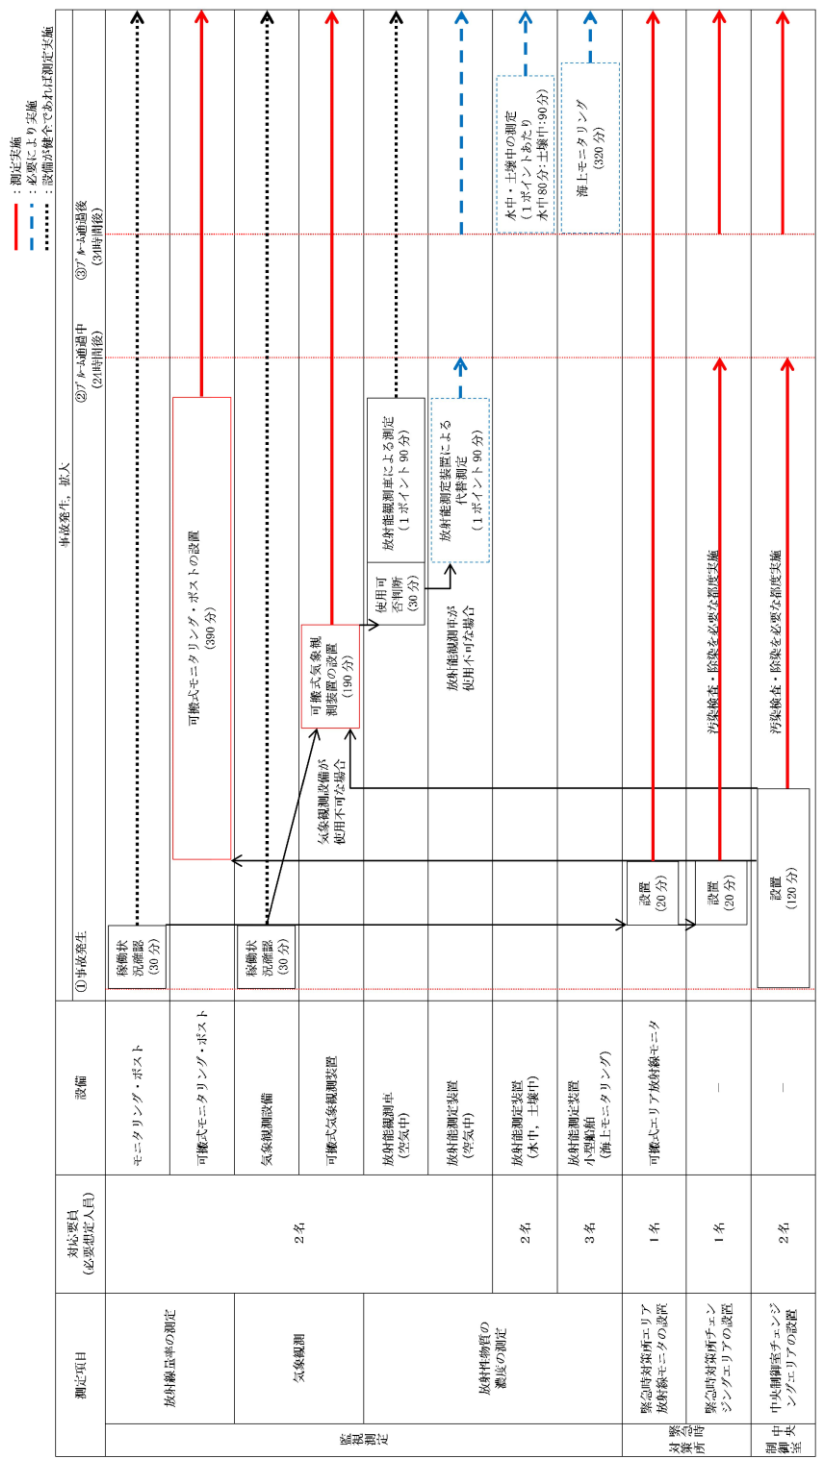 ：測定実施
：必要により実施
：設備が健全であれば測定実施
測定項目
対応要員
（必要想定人員）
設備
事故発生，拡大
①事故発生
②ﾌﾟﾙｰﾑ通過中
（24時間後）
③ﾌﾟﾙｰﾑ通過後
（34時間後）
監視測定
放射線量率の測定
2名
モニタリング・ポスト
稼働状
況確認
（30分）
可搬式モニタリング・ポスト
可搬式モニタリング・ポストの設置
（390分）
気象観測
気象観測設備
稼働状
況確認
（30分）
気象観測設備が
使用不可な場合
可搬式気象観測装置
可搬式気象観
測装置の設置
（190分）
放射性物質の
濃度の測定
放射能観測車
（空気中）
使用可
否判断
（30分）
放射能観測車による測定
（1ポイント90分）
放射能測定装置
（空気中）
放射能観測車が
使用不可な場合
放射能測定装置による
代替測定
（1ポイント90分）
2名
放射能測定装置
（水中，土壌中）
水中・土壌中の測定
（1ポイントあたり
水中80分：土壌中：90分）
3名
放射能測定装置
小型船舶
（海上モニタリング）
海上モニタリング
（320分）
緊急時
対策所
緊急時対策所エリア
放射線モニタの設置
1名
可搬式エリア放射線モニタ
設置
（20分）
緊急時対策所チェン
ジングエリアの設置
1名
－
設置
（20分）
汚染検査・除染を必要な都度実施
中央
制御室
中央制御室チェンジ
ングエリアの設置
2名
－
設置
（120分）
汚染検査・除染を必要な都度実施